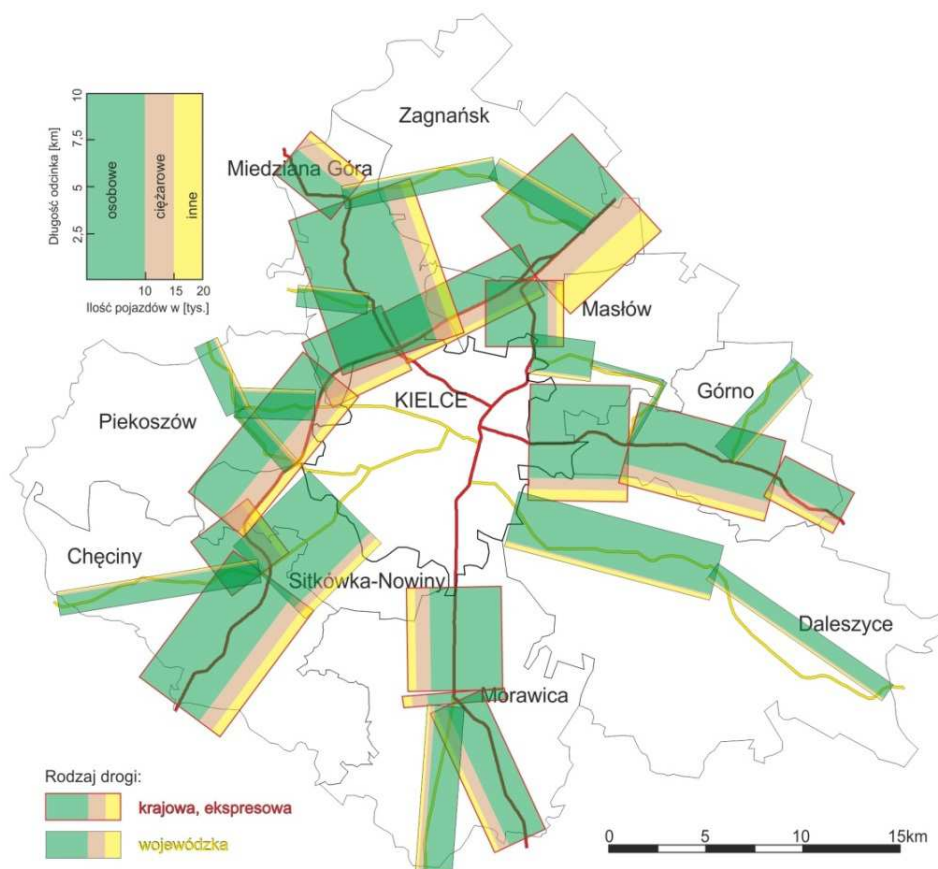 Zagnańsk
Miedziana Góra
Długość odcinka [km]
10
7,5
5
2,5
osobowe
ciężarowe
inne
10 15 20
Ilość pojazdów w [tys.]
Masłów
KIELCE
Górno
Piekoszów
Chęciny
Sitkówka-Nowiny
Daleszyce
Morawica
Rodzaj drogi:
krajowa, ekspresowa
wojewódzka
0 5 10 15km